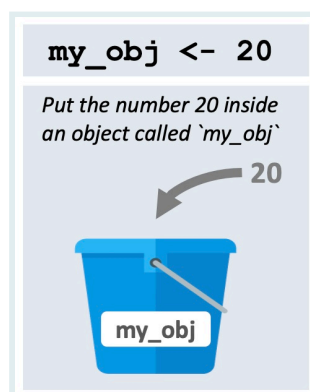 my_obj <- 20
Put the number 20 inside
an object called `my_obj`
20
my_obj